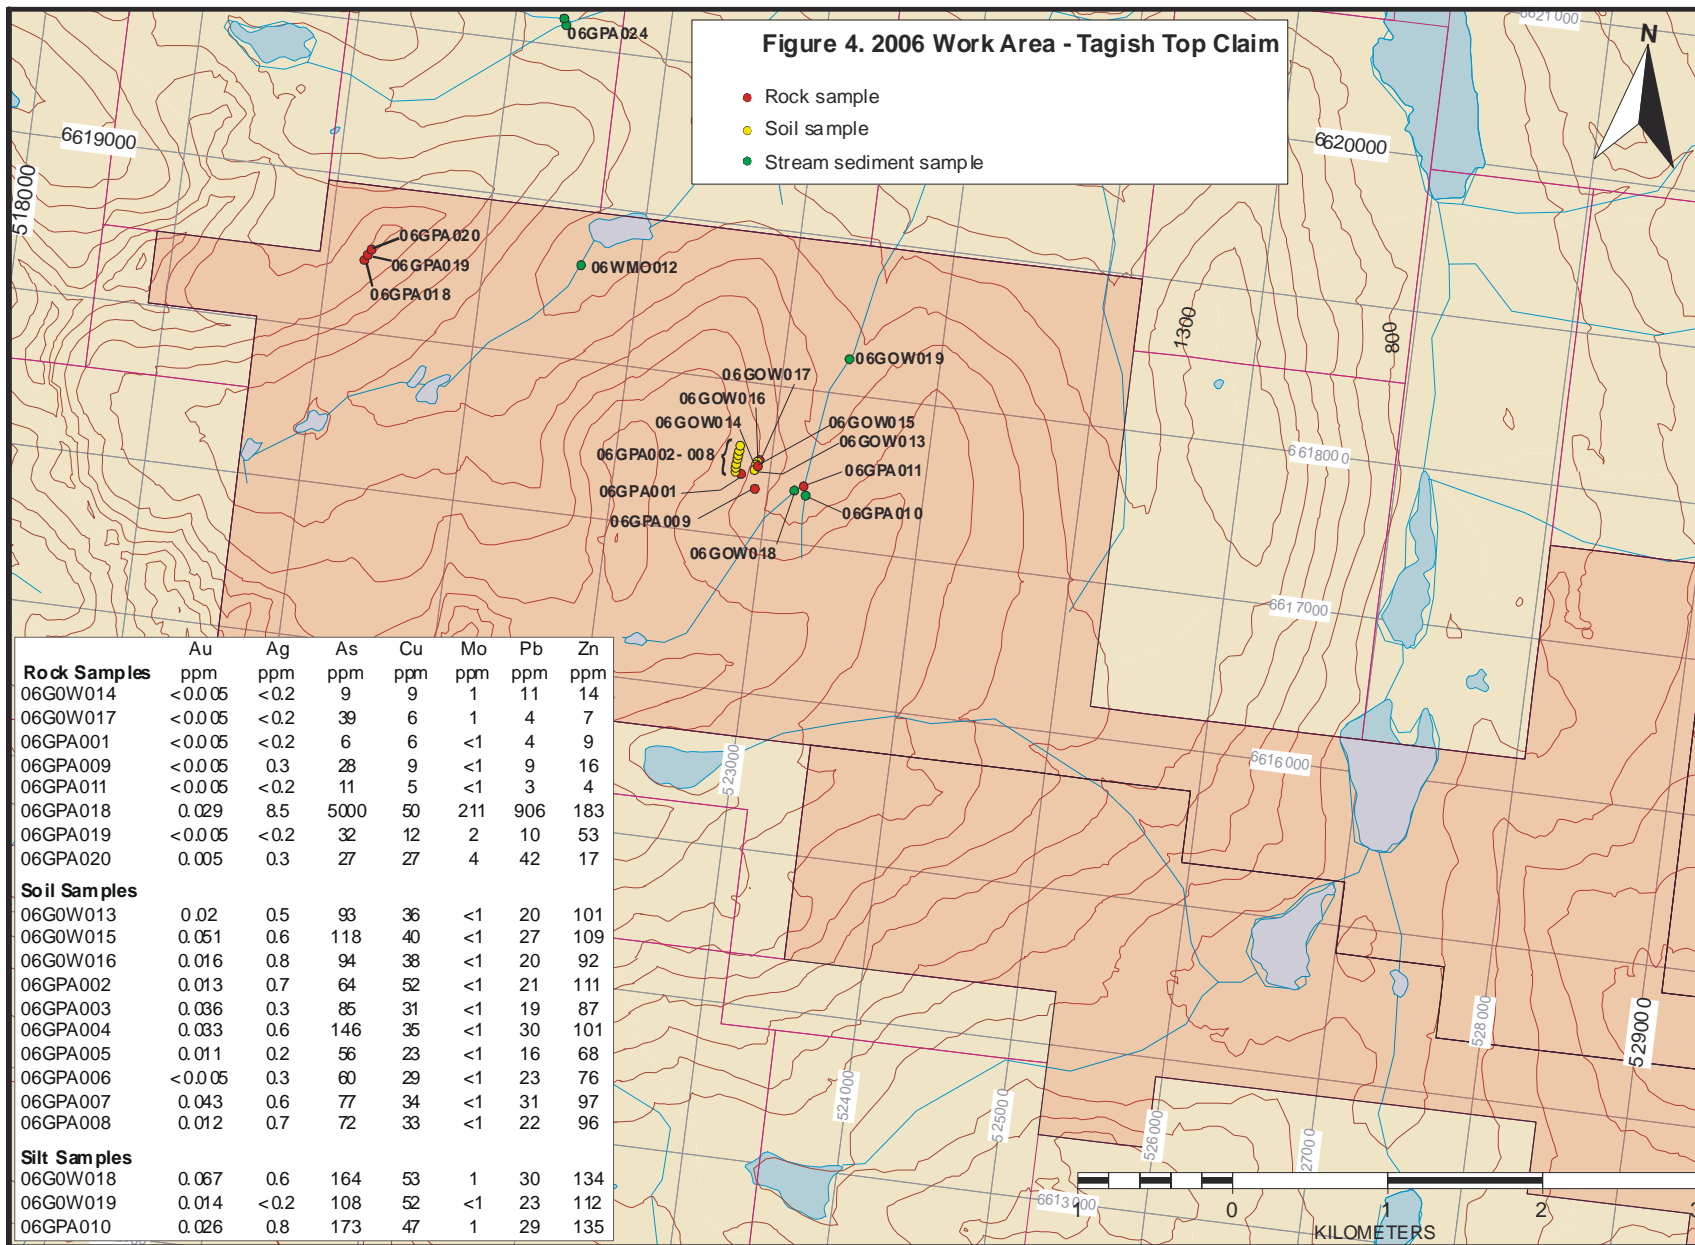 06GPA024
6621000
Figure 4. 2006 Work Area - Tagish Top Claim
Rock sample
Soil sample
Stream sediment sample
N
6619000
6620000
518000
06GPA020
06GPA019
06GPA018
06WMO012
1300
800
06GOW019
06GOW017
06GOW016
06GOW014
06GOW015
06GOW013
06GPA002-008
06GPA011
06GPA001
06GPA009
06GPA010
06GOW018
6618000
6617000
6616000
523000
Au Ag As Cu Mo Pb Zn
Rock Samples ppm ppm ppm ppm ppm ppm ppm
06G0W014 <0.005 <0.2 9 9 1 11 14
06G0W017 <0.005 <0.2 39 6 1 4 7
06GPA001 <0.005 <0.2 6 6 <1 4 9
06GPA009 <0.005 0.3 28 9 <1 9 16
06GPA011 <0.005 <0.2 11 5 <1 3 4
06GPA018 0.029 8.5 5000 50 211 906 183
06GPA019 <0.005 <0.2 32 12 2 10 53
06GPA020 0.005 0.3 27 27 4 42 17
Soil Samples
06G0W013 0.02 0.5 93 36 <1 20 101
06G0W015 0.051 0.6 118 40 <1 27 109
06G0W016 0.016 0.8 94 38 <1 20 92
06GPA002 0.013 0.7 64 52 <1 21 111
06GPA003 0.036 0.3 85 31 <1 19 87
06GPA004 0.033 0.6 146 35 <1 30 101
06GPA005 0.011 0.2 56 23 <1 16 68
06GPA006 <0.005 0.3 60 29 <1 23 76
06GPA007 0.043 0.6 77 34 <1 31 97
06GPA008 0.012 0.7 72 33 <1 22 96
Silt Samples
06G0W018 0.067 0.6 164 53 1 30 134
06G0W019 0.014 <0.2 108 52 <1 23 112
06GPA010 0.026 0.8 173 47 1 29 135
528000
529000
524000
525000
526000
27000
6613000
1 0 1 2 3
KILOMETERS